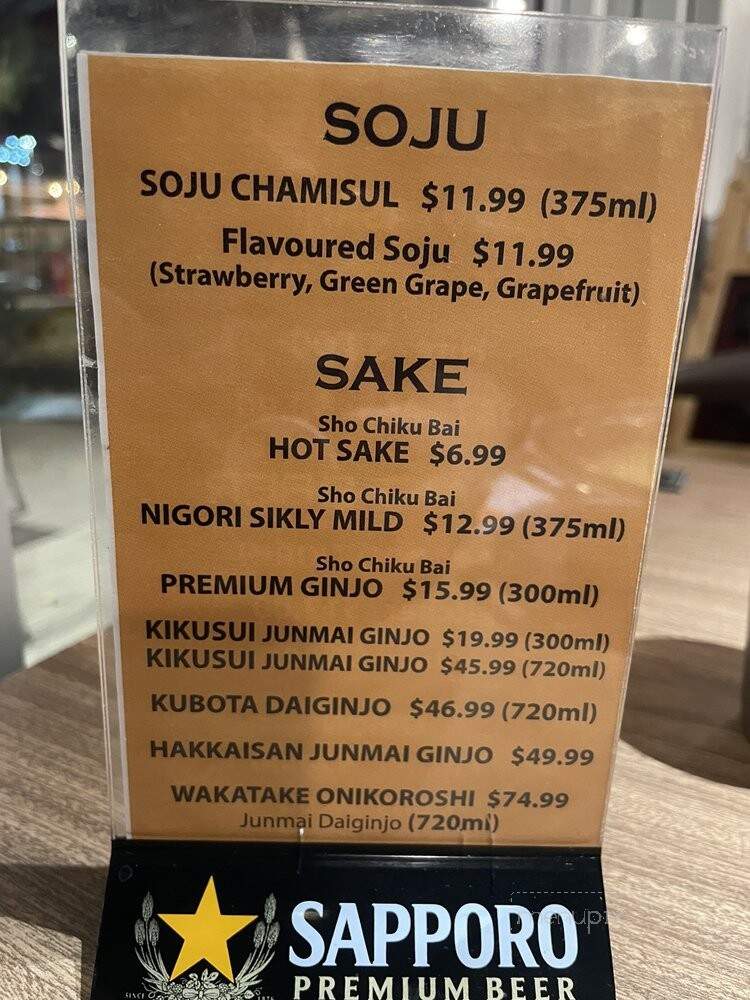 SOJU
SOJU CHAMISUL $11.99 (375ml)
Flavoured Soju $11.99
(Strawberry, Green Grape, Grapefruit)
SAKE
Sho Chiku Bai
HOT SAKE $6.99
Sho Chiku Bai
NIGORI SIKLY MILD $12.99 (375ml)
Sho Chiku Bai
PREMIUM GINJO $15.99 (300ml)
KIKUSUI JUNMAI GINJO $19.99 (300ml)
KIKUSUI JUNMAI GINJO $45.99 (720ml)
KUBOTA DAIGINJO $46.99 (720ml)
HAKKAISAN JUNMAI GINJO $49.99
WAKATAKE ONIKOROSHI $74.99
Junmai Daiginjo (720ml)
SAPPORO
PREMIUM BEER
SINCE 1876